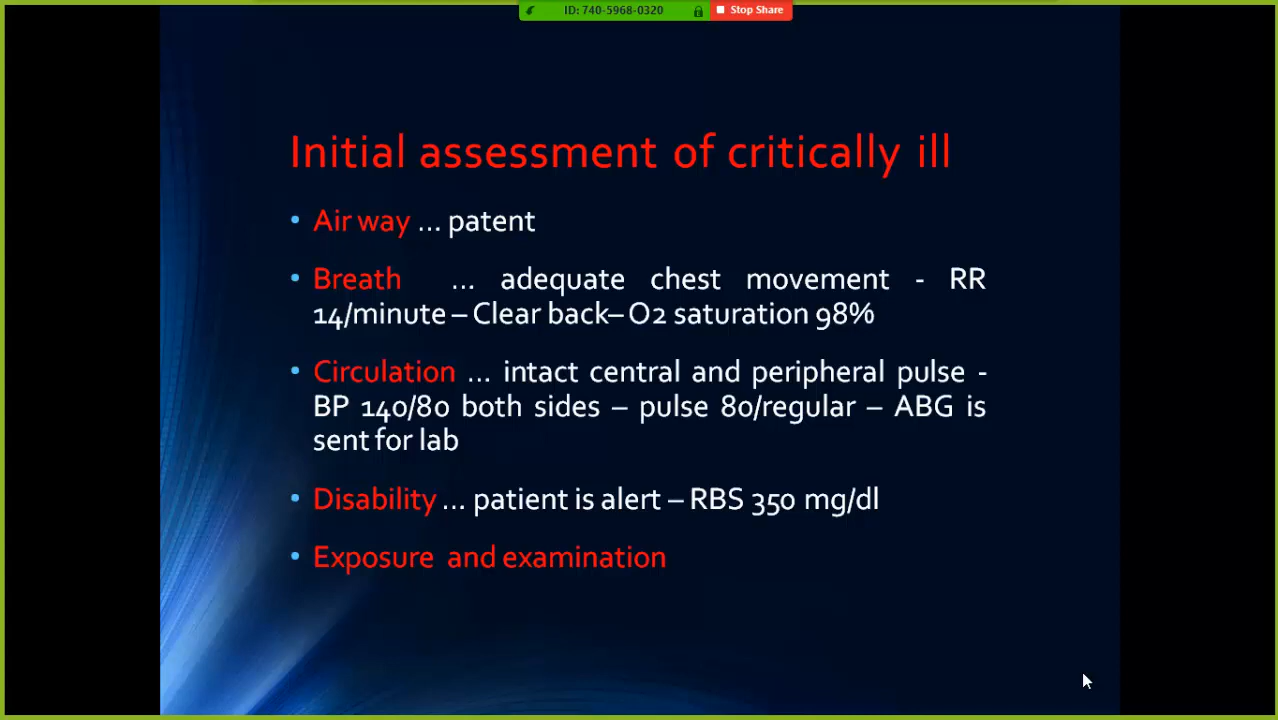 ID: 740-5968-0320
Stop Share
Initial assessment of critically ill
• Air way ... patent
• Breath ... adequate chest movement - RR
14/minute – Clear back– O2 saturation 98%
• Circulation ... intact central and peripheral pulse -
BP 140/80 both sides – pulse 80/regular – ABG is
sent for lab
• Disability ... patient is alert – RBS 350 mg/dl
• Exposure and examination